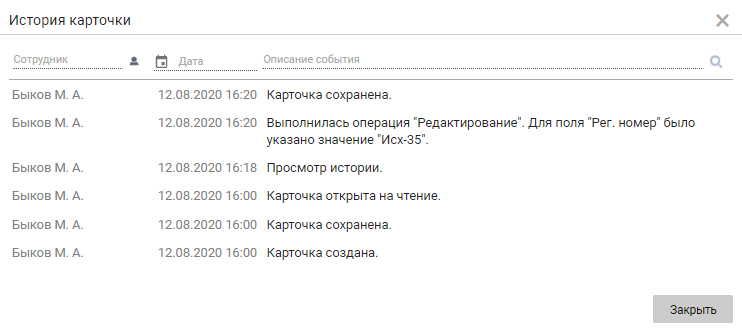 История карточки
Сотрудник Дата Описание события
Быков М. А. 12.08.2020 16:20 Карточка сохранена.
Быков М. А. 12.08.2020 16:20 Выполнилась операция "Редактирование". Для поля "Рег. номер" было
указано значение "Исх-35".
Быков М. А. 12.08.2020 16:18 Просмотр истории.
Быков М. А. 12.08.2020 16:00 Карточка открыта на чтение.
Быков М. А. 12.08.2020 16:00 Карточка сохранена.
Быков М. А. 12.08.2020 16:00 Карточка создана.
Закрыть